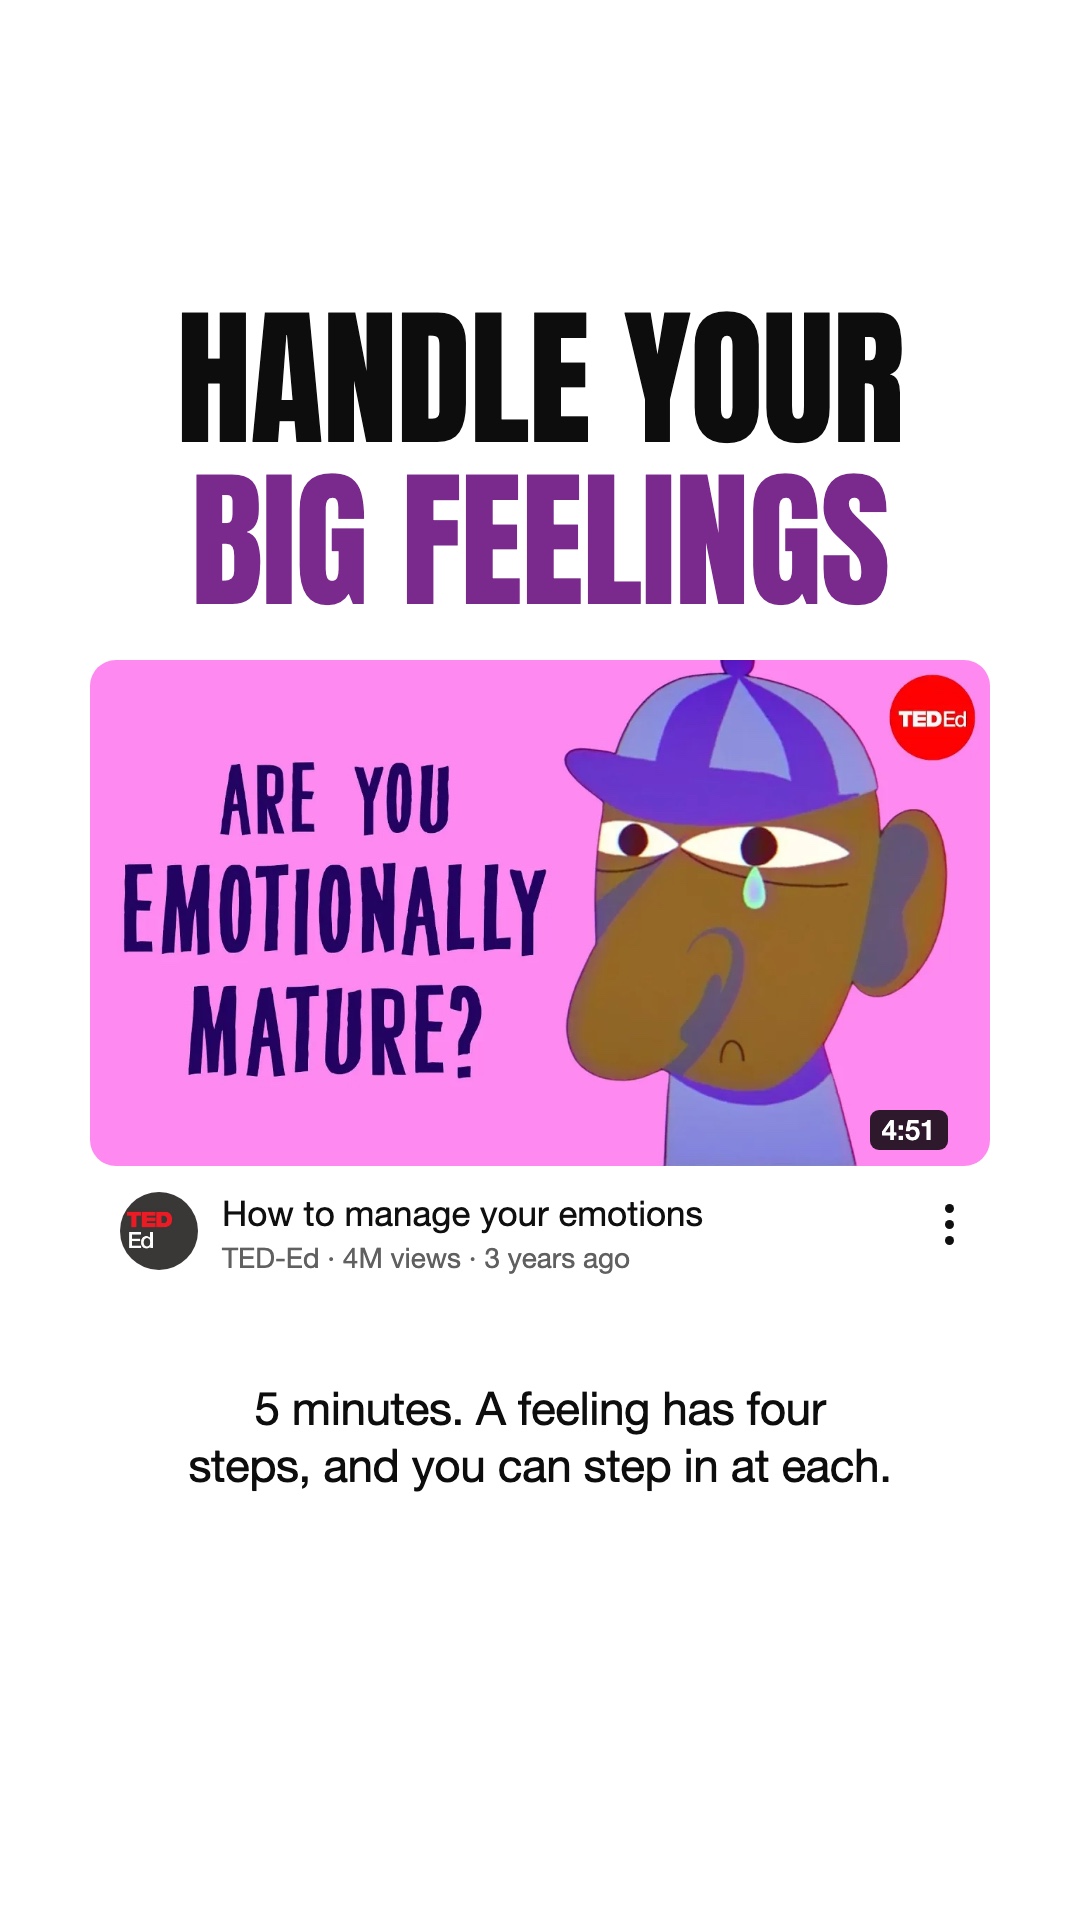 HANDLE YOUR
BIG FEELINGS
TEDEd
ARE YOU
EMOTIONALLY
MATURE?
4:51
TED
Ed
How to manage your emotions
TED-Ed · 4M views · 3 years ago
5 minutes. A feeling has four
steps, and you can step in at each.